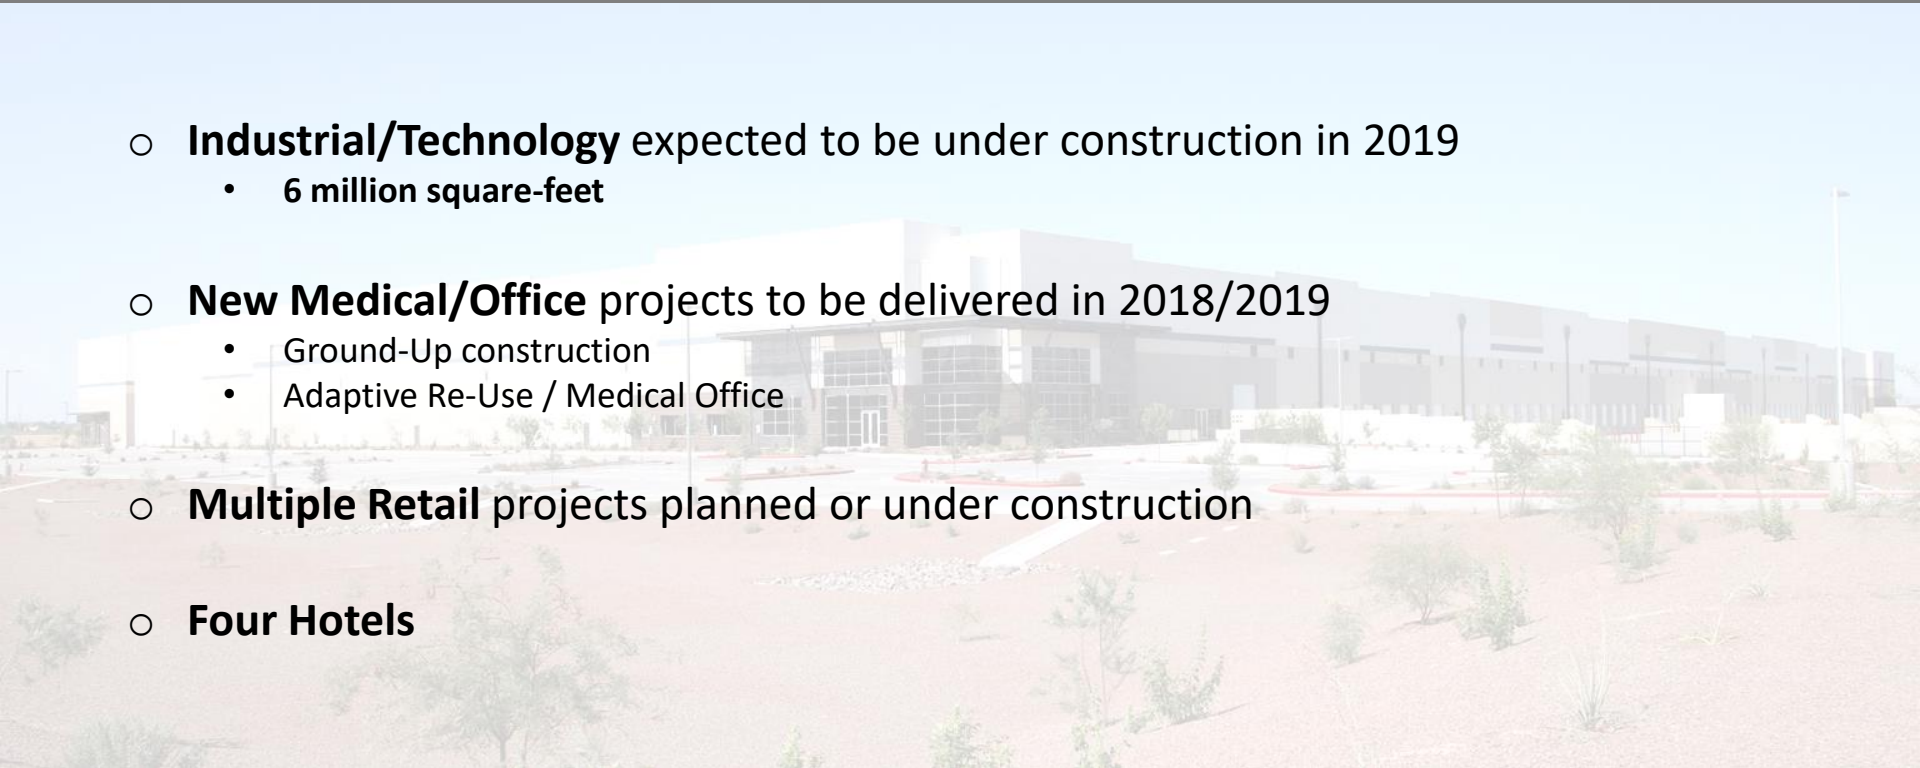 ○ Industrial/Technology expected to be under construction in 2019
• 6 million square-feet
○ New Medical/Office projects to be delivered in 2018/2019
• Ground-Up construction
• Adaptive Re-Use / Medical Office
○ Multiple Retail projects planned or under construction
○ Four Hotels